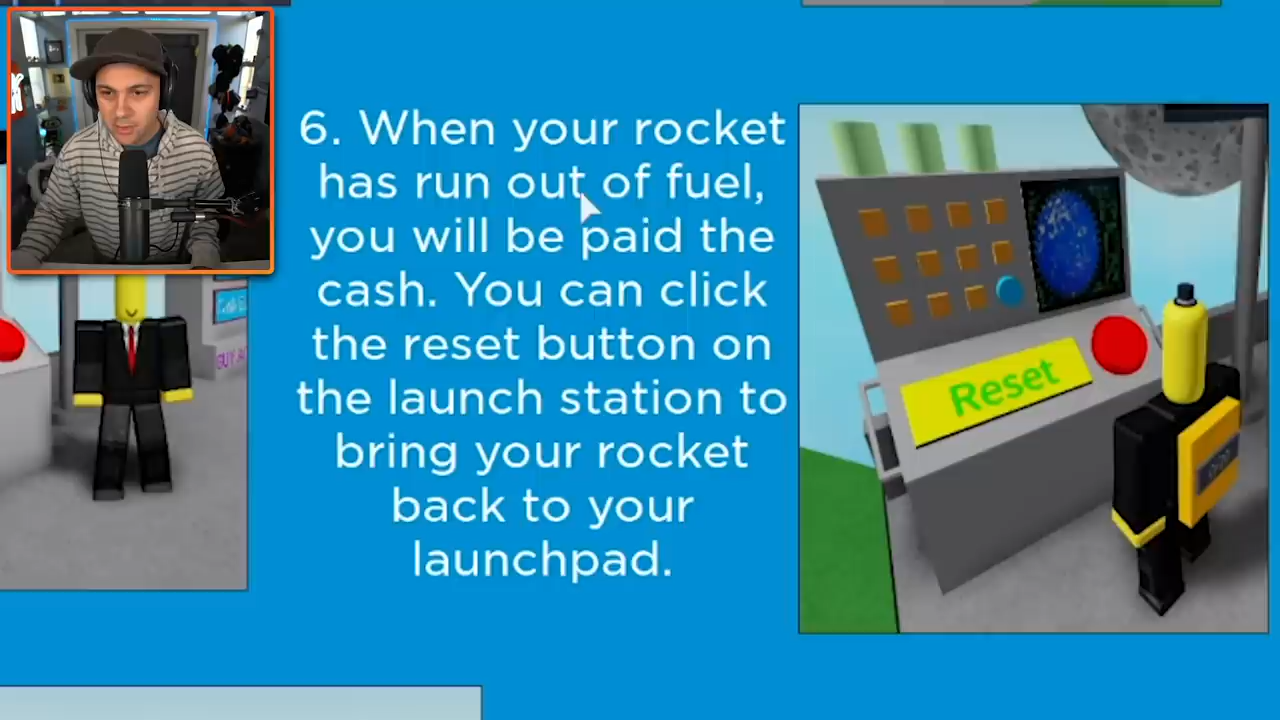 6. When your rocket
has run out of fuel,
you will be paid the
cash. You can click
the reset button on
the launch station to
bring your rocket
back to your
launchpad.
Reset